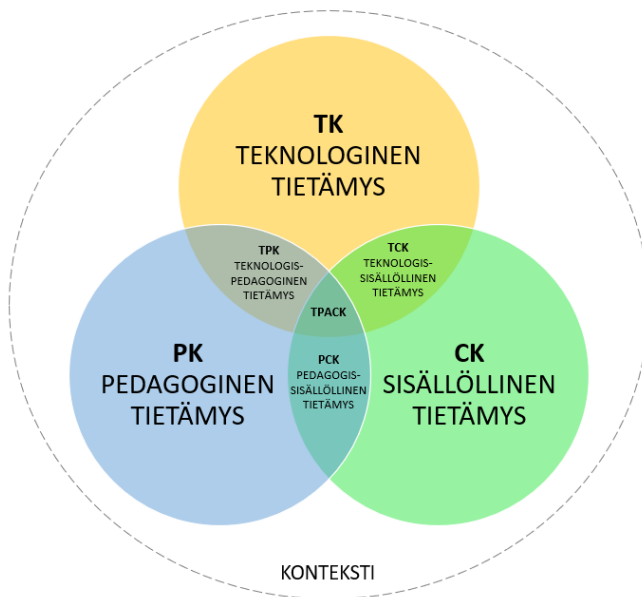 TK
TEKNOLOGINEN
TIETÄMYS
TPK
TEKNOLOGIS-
PEDAGOGINEN
TIETÄMYS
TCK
TEKNOLOGIS-
SISÄLLÖLLINEN
TIETÄMYS
TPACK
PK
PEDAGOGINEN
TIETÄMYS
PCK
PEDAGOGIS-
SISÄLLÖLLINEN
TIETÄMYS
CK
SISÄLLÖLLINEN
TIETÄMYS
KONTEKSTI